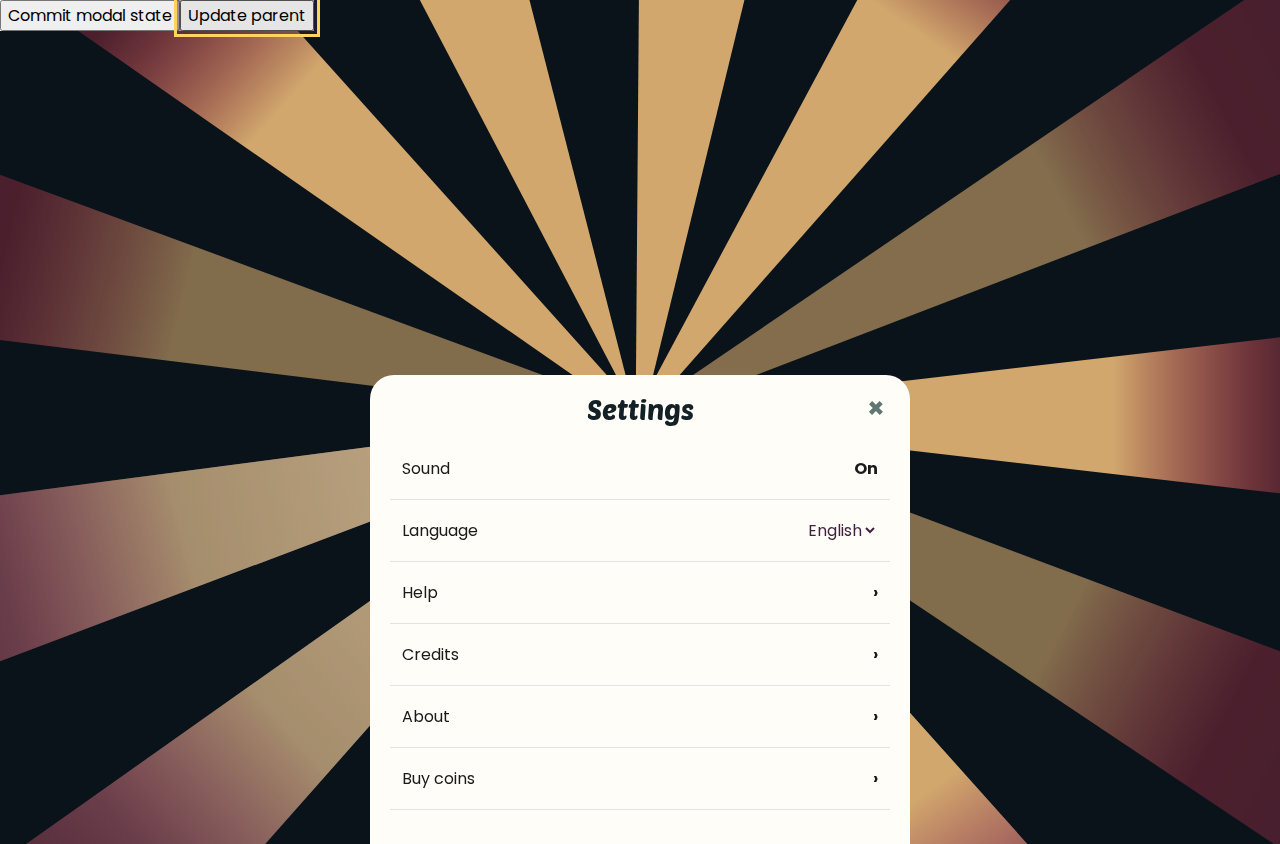 Commit modal state Update parent
Settings ✖
Sound On
Language English
Help ›
Credits ›
About ›
Buy coins ›